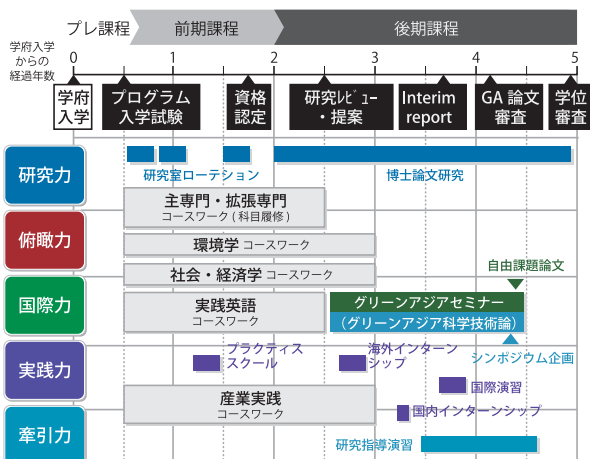 プレ課程
前期課程
後期課程
学府入学
からの
経過年数
0
1
2
3
4
5
学府
入学
プログラム
入学試験
資格
認定
研究ﾚﾋﾞｭｰ
・提案
Interim
report
GA 論文
審査
学位
審査
研究力
研究室ローテション
博士論文研究
俯瞰力
主専門・拡張専門
コースワーク ( 科目履修 )
環境学 コースワーク
社会・経済学 コースワーク
国際力
実践英語
コースワーク
自由課題論文
グリーンアジアセミナー
（グリーンアジア科学技術論）
シンポジウム企画
実践力
プラクティス
スクール
海外インターン
シップ
国際演習
産業実践
コースワーク
国内インターンシップ
牽引力
研究指導演習